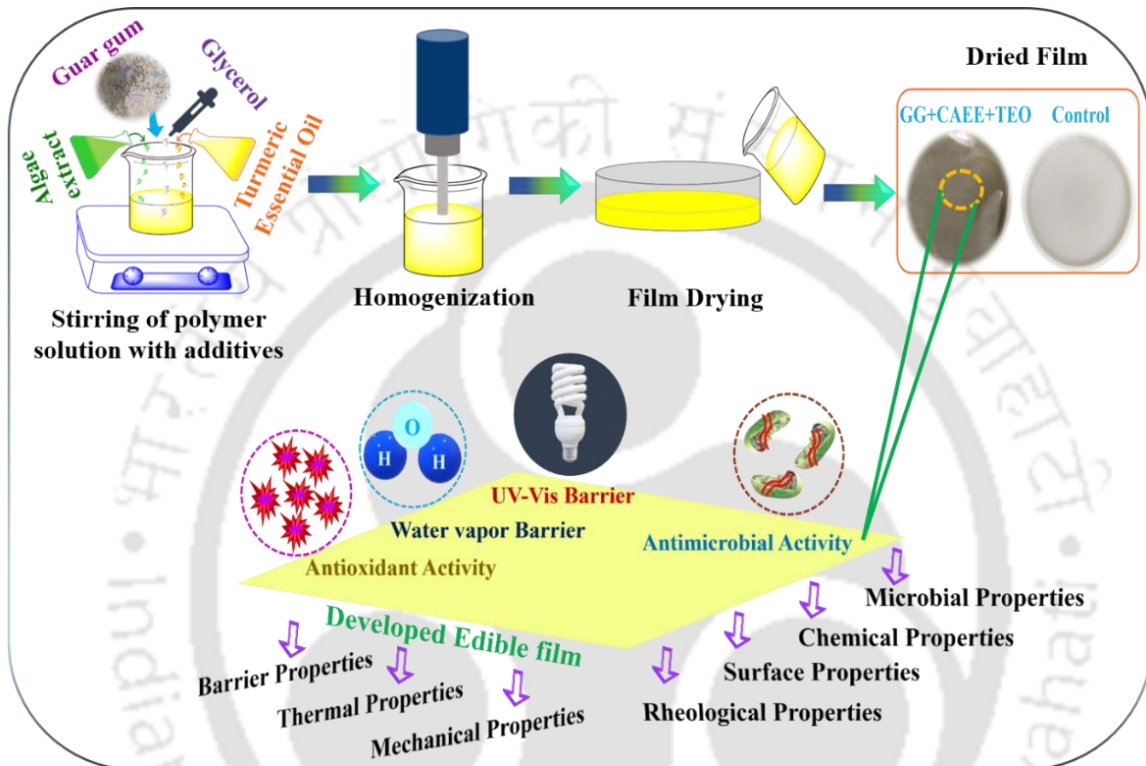 Guar gum
Glycerol
Algae
extract
Turmeric
Essential Oil
Stirring of polymer
solution with additives
Homogenization
Film Drying
Dried Film
GG+CAEE+TEO
Control
O
H
H
UV-Vis Barrier
Water vapor Barrier
Antioxidant Activity
Antimicrobial Activity
Developed Edible film
Barrier Properties
Thermal Properties
Mechanical Properties
Rheological Properties
Surface Properties
Chemical Properties
Microbial Properties
Indian